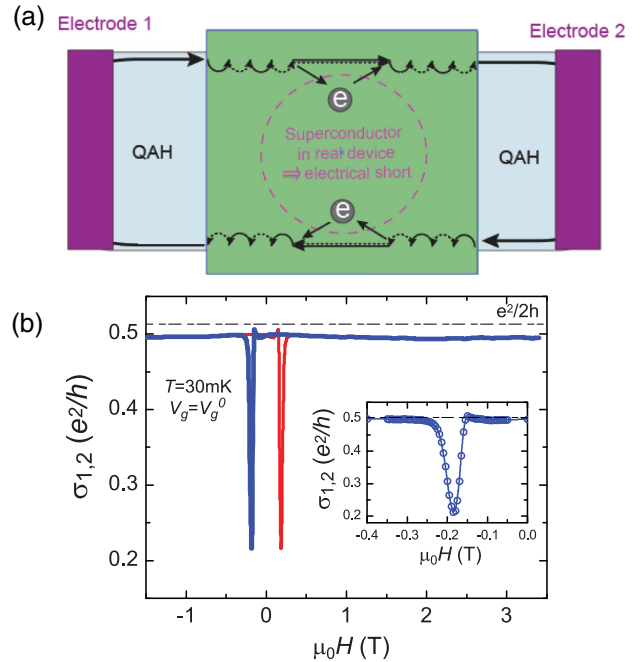 (a)
Electrode 1
Electrode 2
QAH
e
Superconductor
in real device
⇒ electrical short
e
QAH
(b)
e²/2h
0.5
0.4
0.3
0.2
σ1,2 (e²/h)
T=30mK
Vg=Vg⁰
0.5
0.4
0.3
0.2
σ1,2 (e²/h)
-0.4 -0.3 -0.2 -0.1 0.0
μ0H (T)
-1 0 1 2 3
μ0H (T)